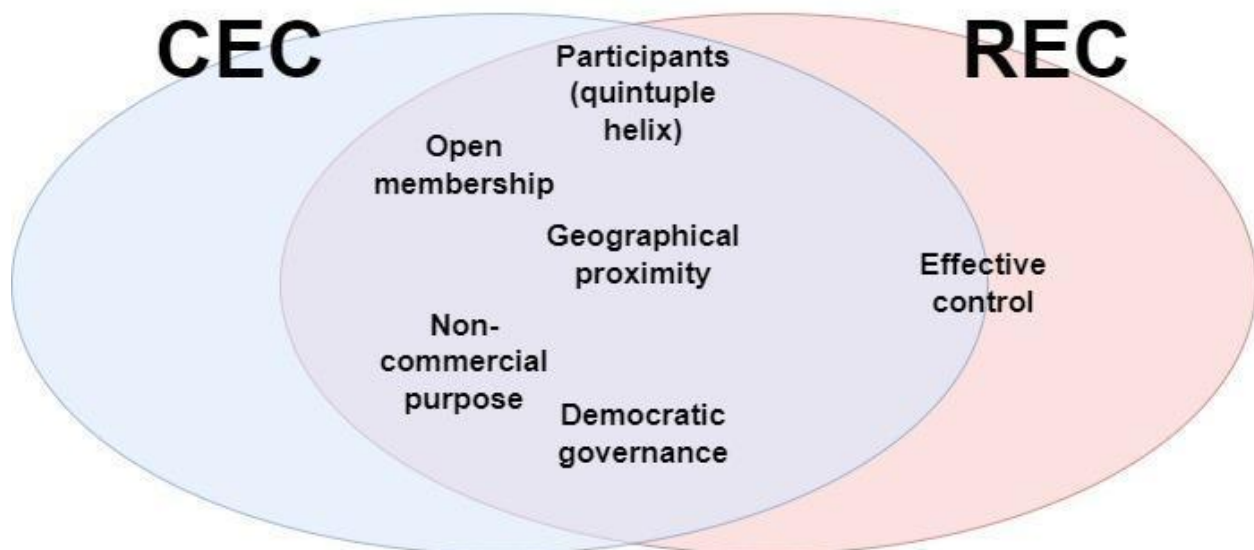 CEC
REC
Participants
(quintuple
helix)
Open
membership
Geographical
proximity
Effective
control
Non-
commercial
purpose
Democratic
governance